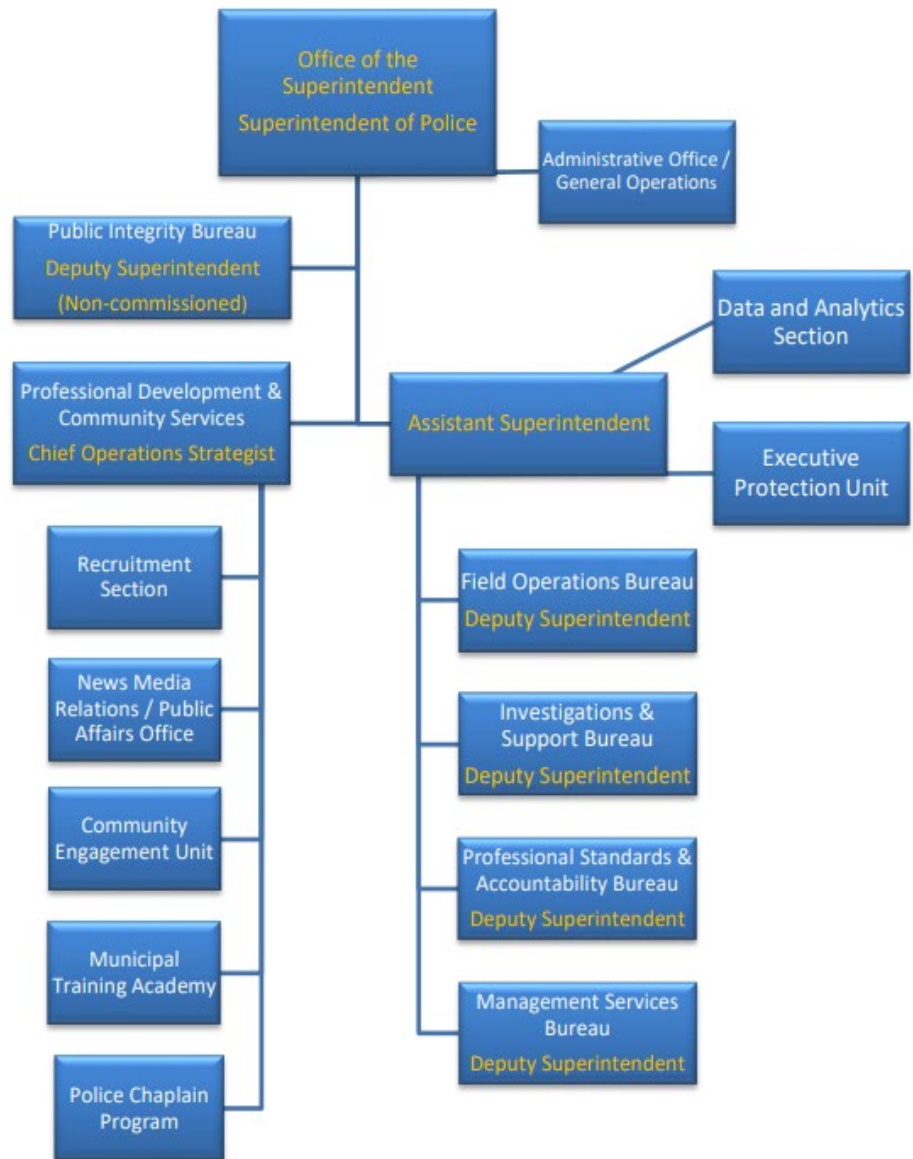 Office of the
Superintendent
Superintendent of Police
Administrative Office /
General Operations
Public Integrity Bureau
Deputy Superintendent
(Non-commissioned)
Data and Analytics
Section
Professional Development &
Community Services
Chief Operations Strategist
Assistant Superintendent
Executive
Protection Unit
Recruitment
Section
News Media
Relations / Public
Affairs Office
Community
Engagement Unit
Municipal
Training Academy
Police Chaplain
Program
Field Operations Bureau
Deputy Superintendent
Investigations &
Support Bureau
Deputy Superintendent
Professional Standards &
Accountability Bureau
Deputy Superintendent
Management Services
Bureau
Deputy Superintendent